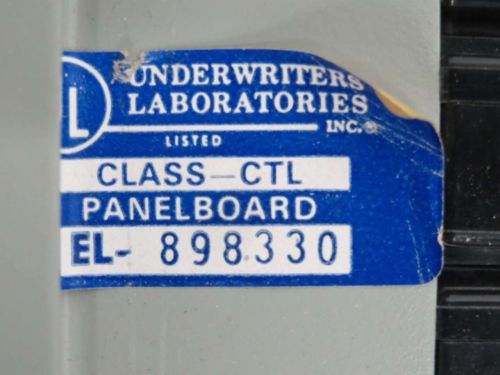 L
UNDERWRITERS
LABORATORIES
INC.®
LISTED
CLASS-CTL
PANELBOARD
EL- 898330